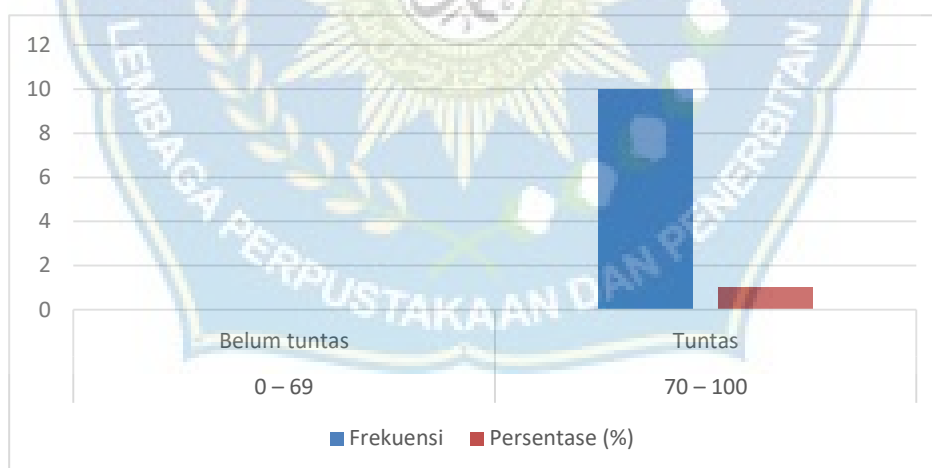 12
10
8
6
4
2
0
LEMBAGA PERPUSTAKAAN DAN PENERBITAN
Belum tuntas Tuntas
0 – 69 70 – 100
Frekuensi Persentase (%)